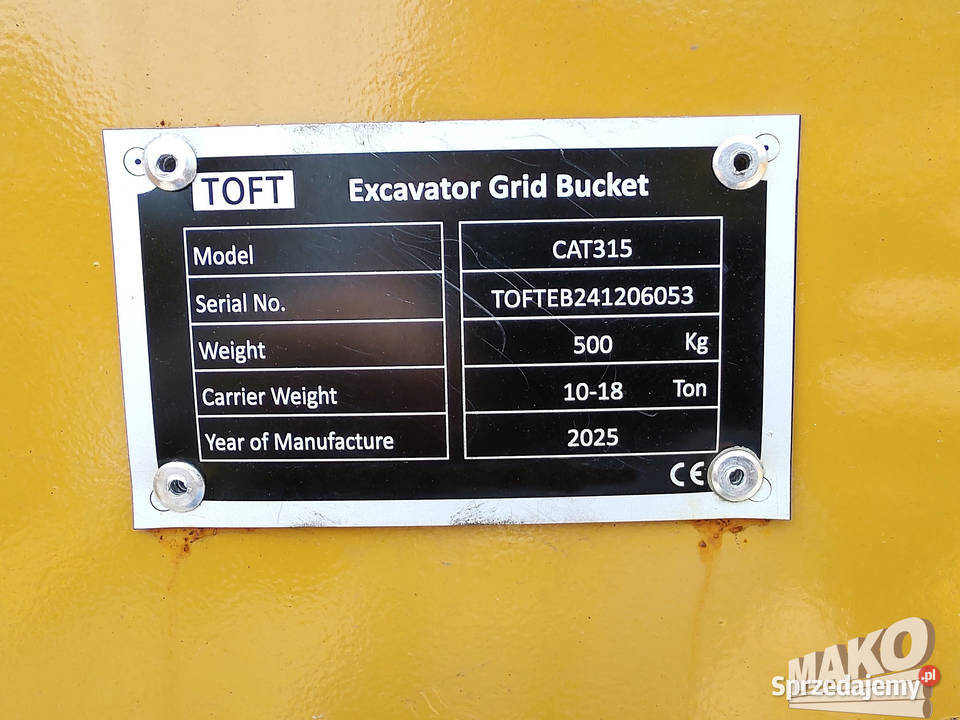 TOFT Excavator Grid Bucket
Model CAT315
Serial No. TOFTEB241206053
Weight 500 Kg
Carrier Weight 10-18 Ton
Year of Manufacture 2025
CE
MAKO
Sprzedajemy.pl